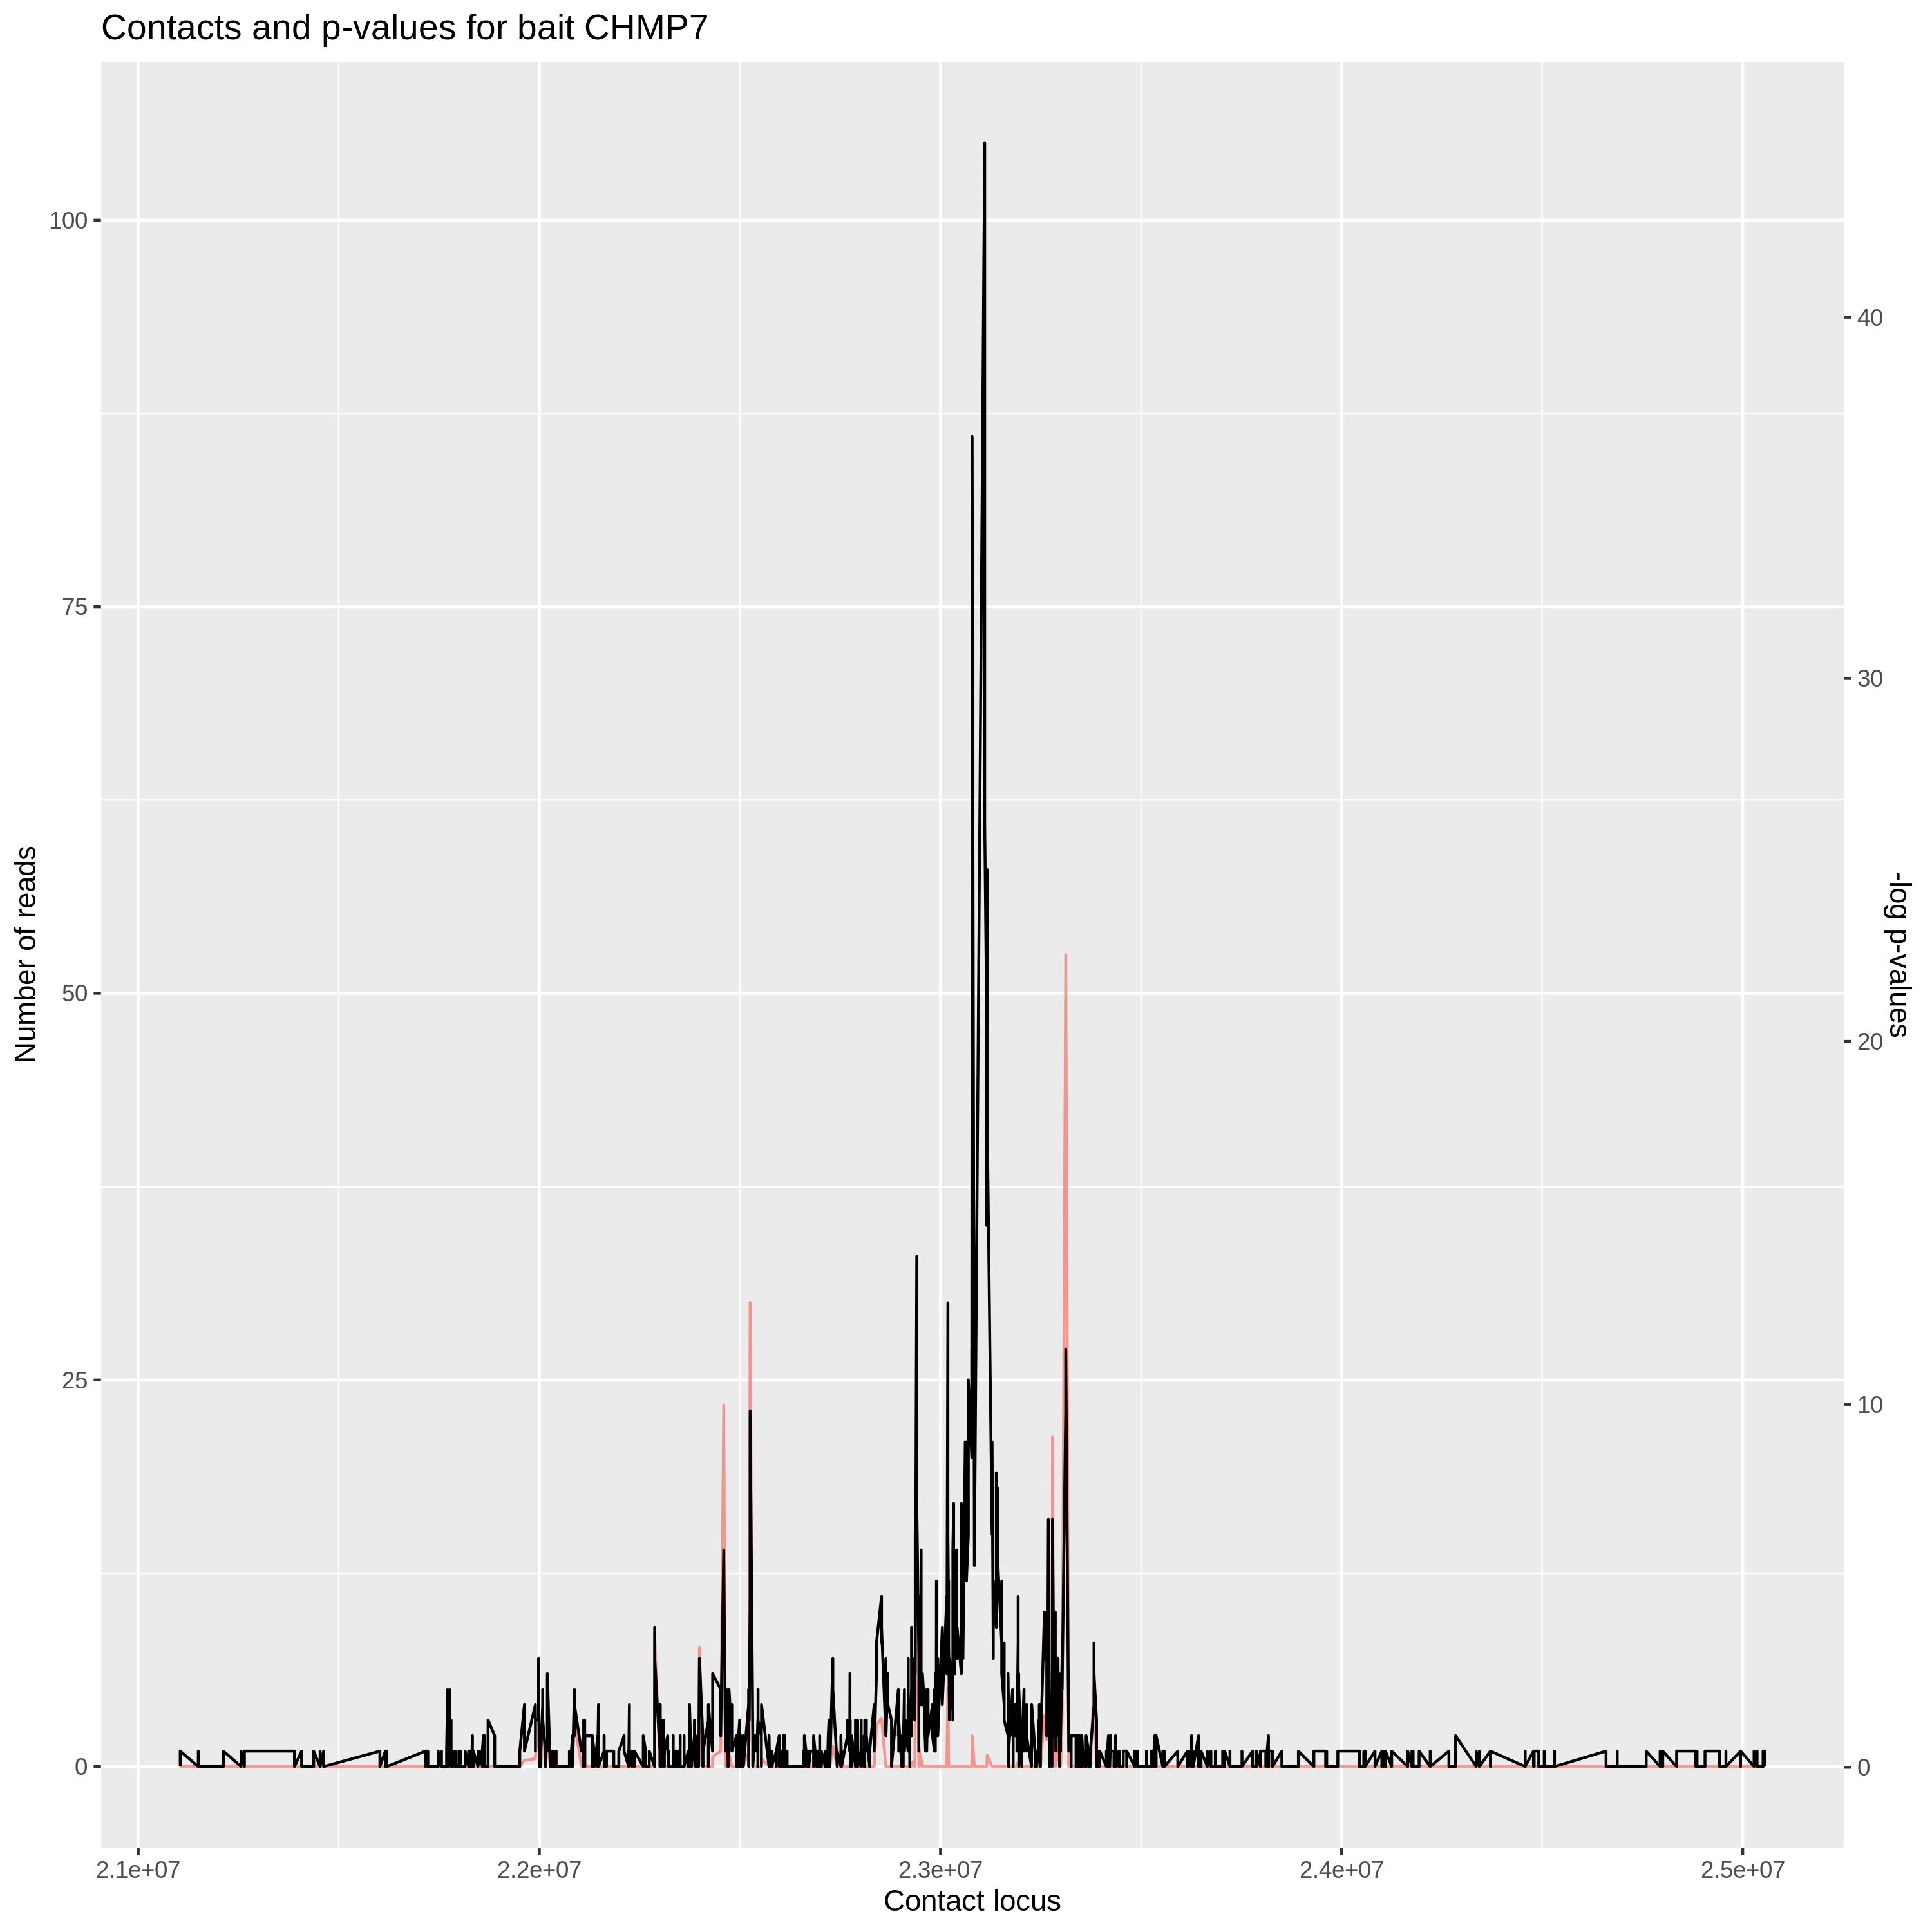 Contacts and p-values for bait CHMP7
100
75
50
25
0
Number of reads
40
30
20
10
0
-log p-values
2.1e+07 2.2e+07 2.3e+07 2.4e+07 2.5e+07
Contact locus